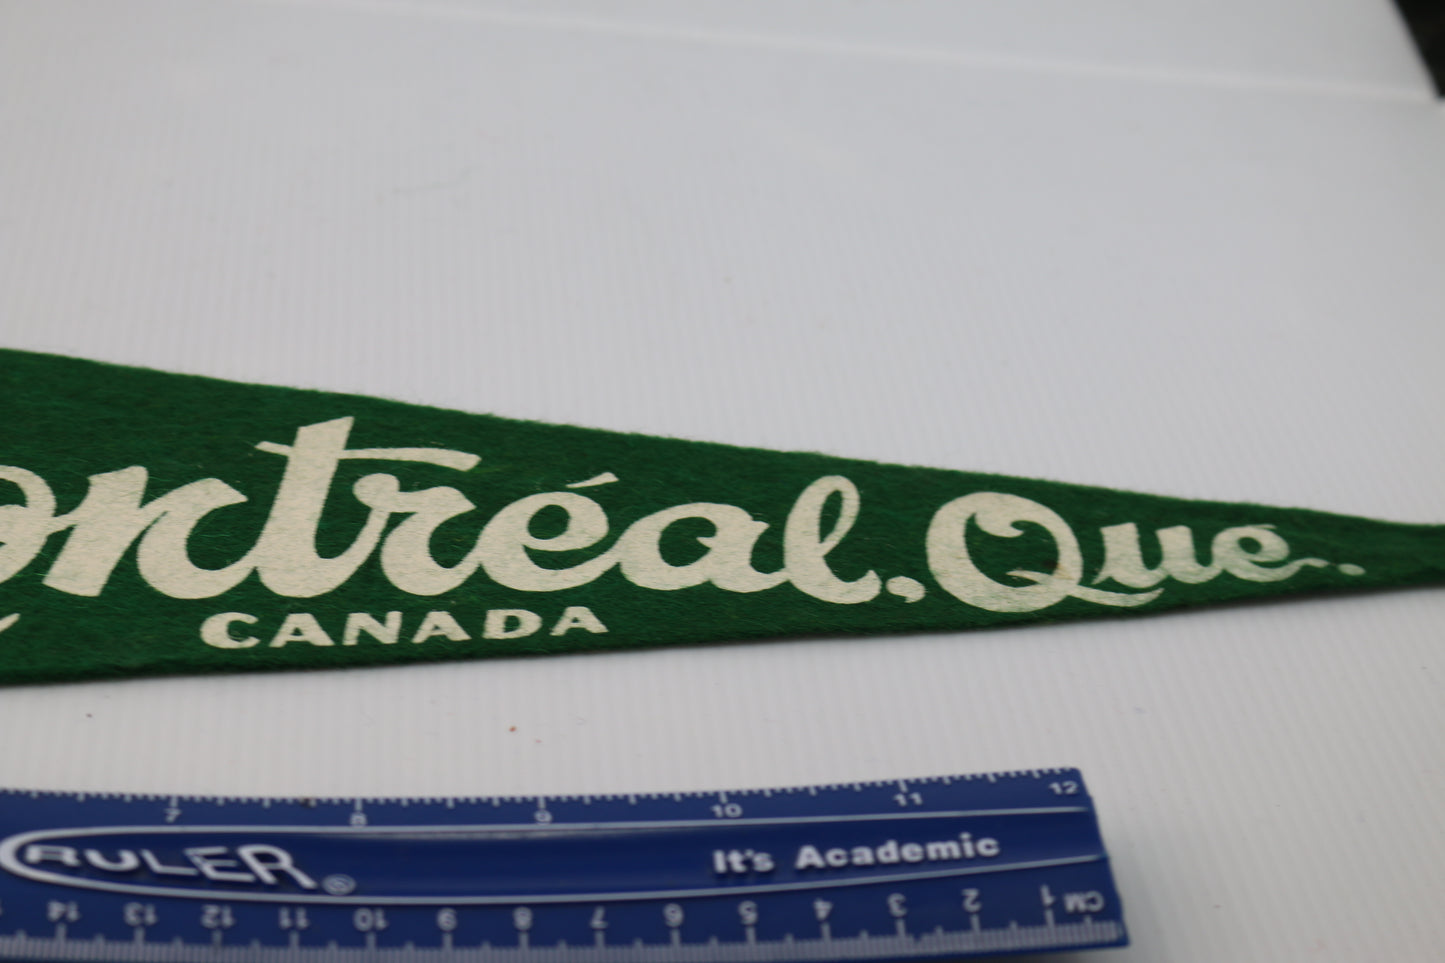 ontréal, Que.
CANADA
7 8 9 10 11 12
RULER®
It's Academic
14 13 12 11 10 9 8 7 6 5 4 3 2 1 CM